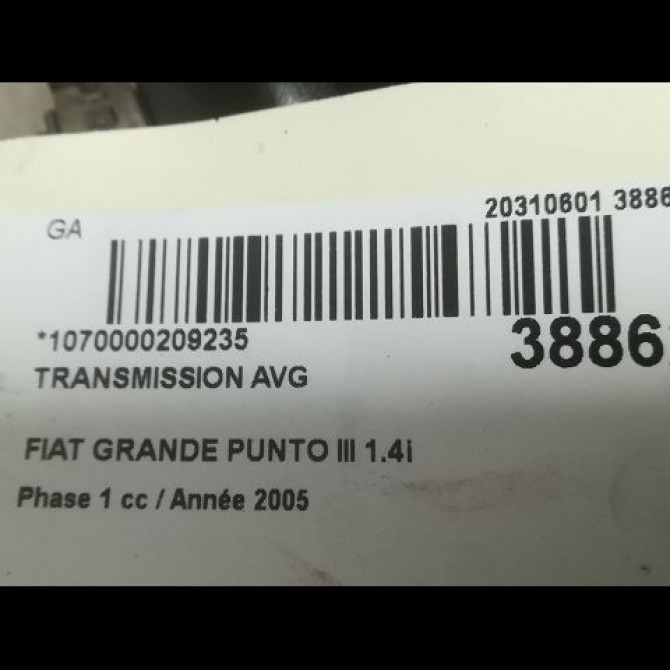 GA
20310601 3886
*1070000209235
3886
TRANSMISSION AVG
FIAT GRANDE PUNTO III 1.4i
Phase 1 cc / Année 2005